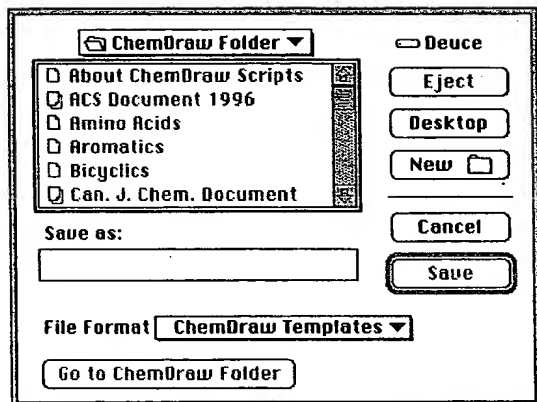 ChemDraw Folder
Deuce
About ChemDraw Scripts
ACS Document 1996
Amino Acids
Aromatics
Bicyclics
Can. J. Chem. Document
Eject
Desktop
New
Save as:
Cancel
Save
File Format ChemDraw Templates
Go to ChemDraw Folder